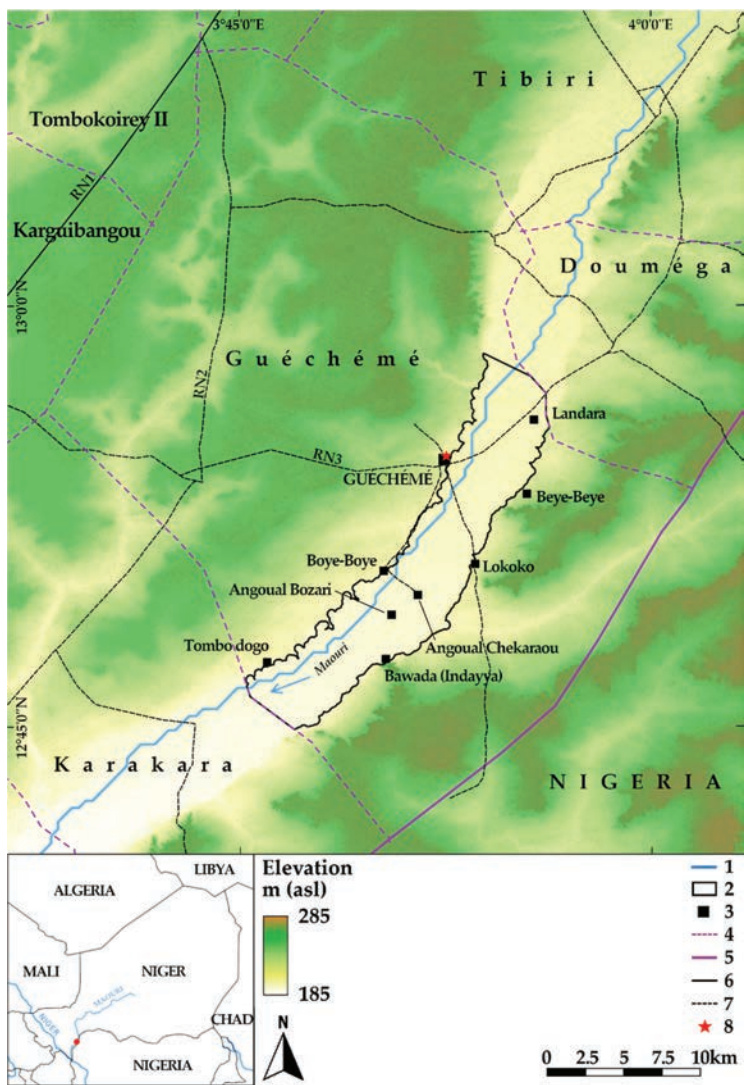 3°45'0"E
4°0'0"E
Tibiri
Tombokoirey II
RN1
Karguibangou
Douméga
13°0'0"N
Guéchémé
RN2
Landara
RN3
GUECHÉMÉ
Beye-Beye
Boye-Boye
Lokoko
Angoual Bozari
Tombo dogo
Angoual Chekaraou
Maouri
Bawada (Indayya)
12°45'0"N
Karakara
NIGERIA
LIBYA
ALGERIA
MALI
NIGER
MAOURI
NIGER
CHAD
NIGERIA
Elevation
m (asl)
285
185
N
1
2
3
4
5
6
7
8
0 2.5 5 7.5 10km